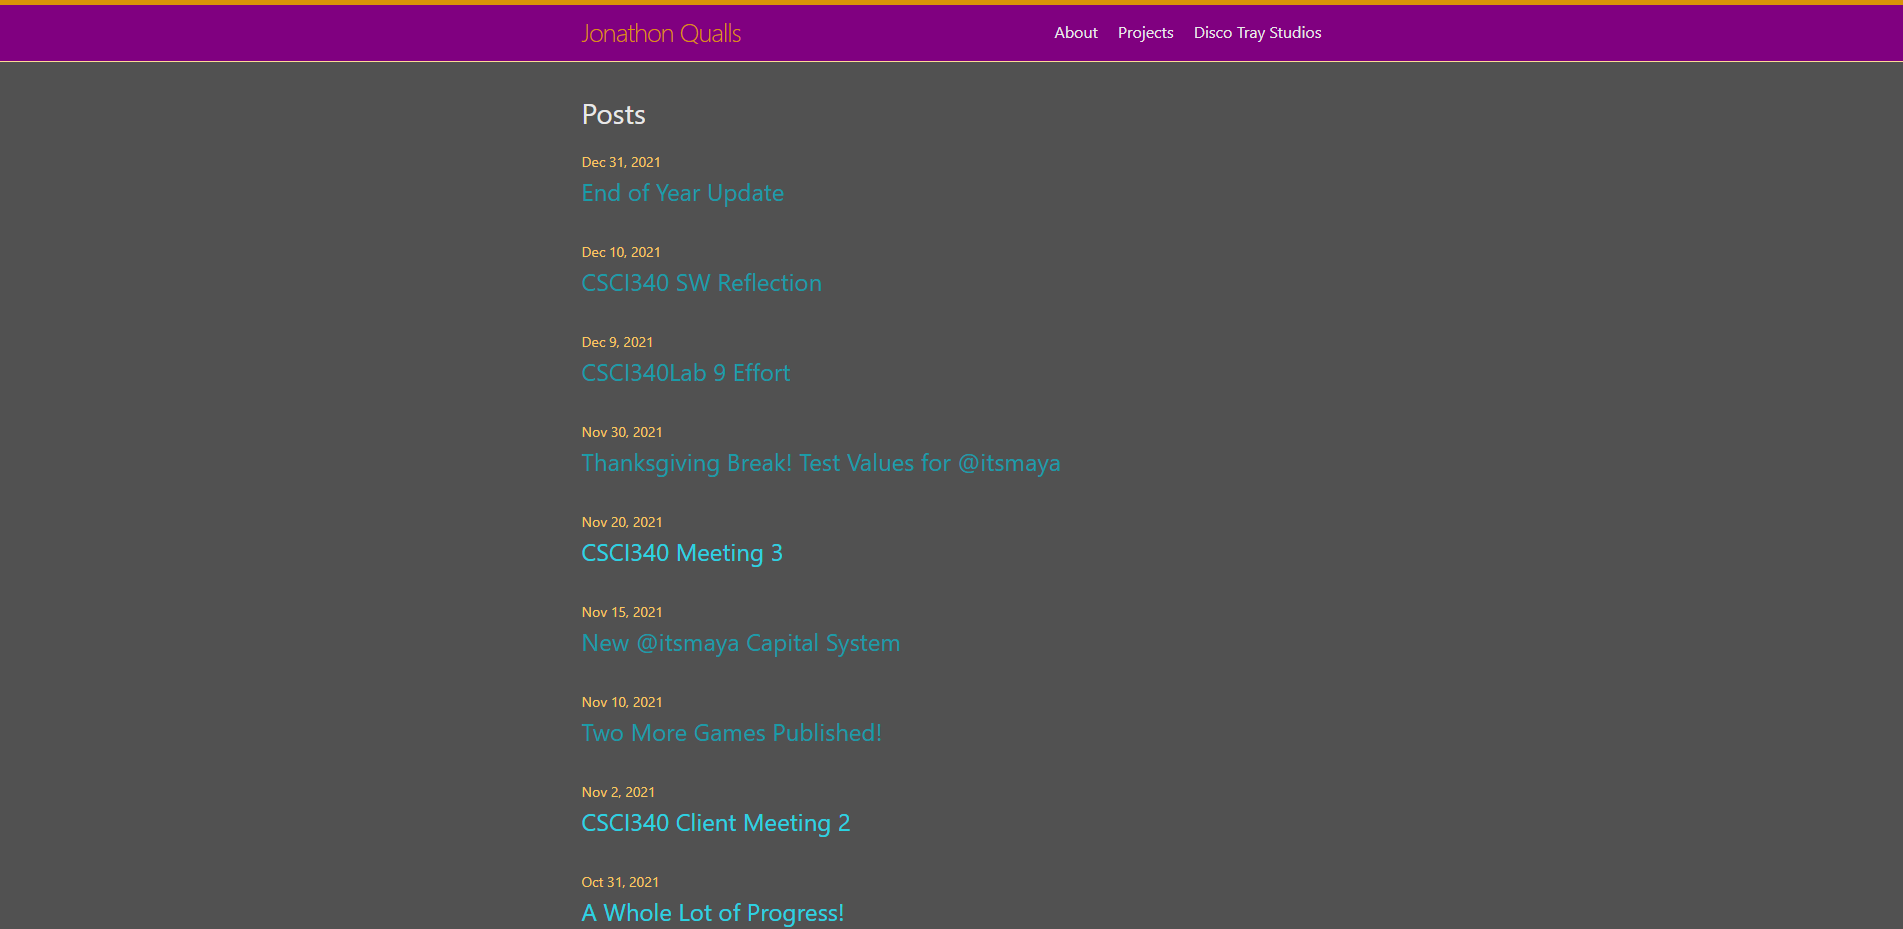 Jonathon Qualls
About Projects Disco Tray Studios
Posts
Dec 31, 2021
End of Year Update
Dec 10, 2021
CSCI340 SW Reflection
Dec 9, 2021
CSCI340Lab 9 Effort
Nov 30, 2021
Thanksgiving Break! Test Values for @itsmaya
Nov 20, 2021
CSCI340 Meeting 3
Nov 15, 2021
New @itsmaya Capital System
Nov 10, 2021
Two More Games Published!
Nov 2, 2021
CSCI340 Client Meeting 2
Oct 31, 2021
A Whole Lot of Progress!